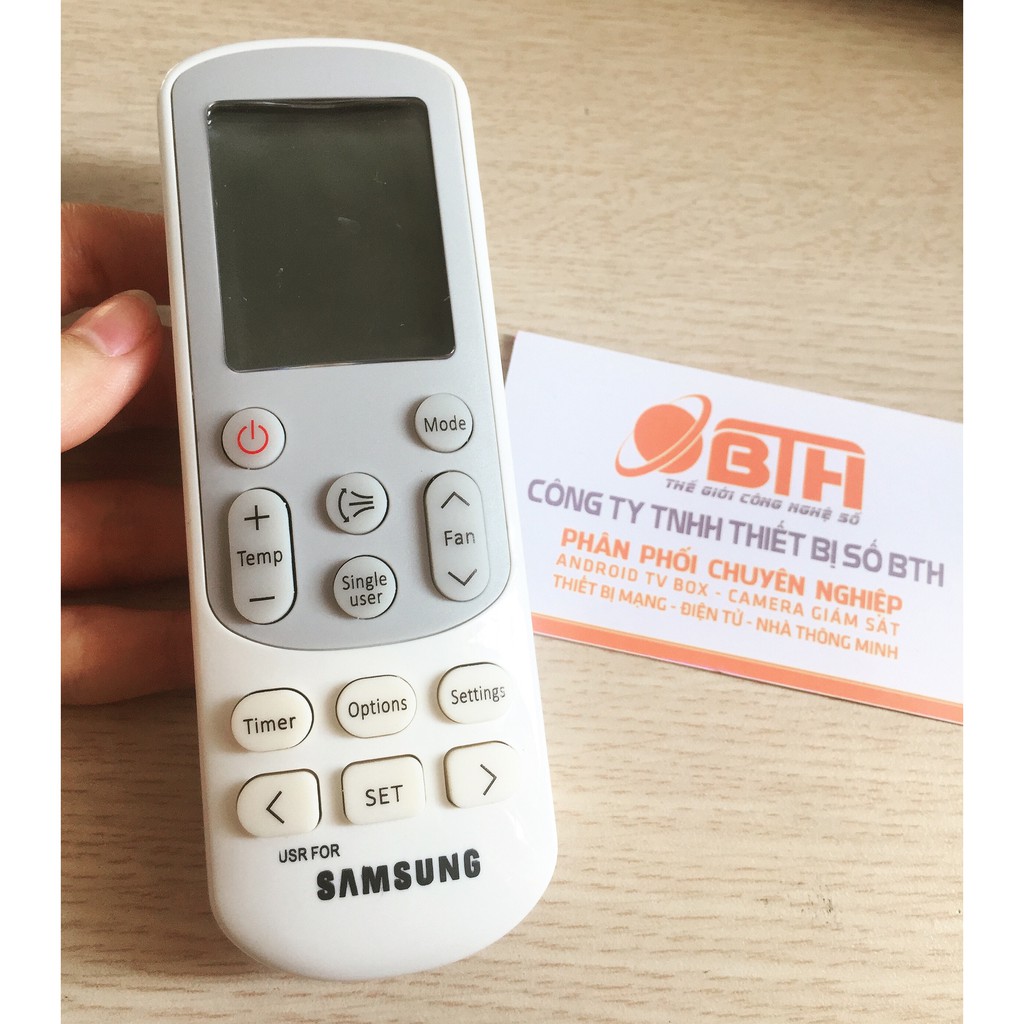 Mode
+
Temp
−
Fan
Single
user
Timer
Options
Settings
<
SET
>
USR FOR
SAMSUNG
BTH
THẾ GIỚI CÔNG NGHỆ SỐ
CÔNG TY TNHH THIẾT BỊ SỐ BTH
PHÂN PHỐI CHUYÊN NGHIỆP
ANDROID TV BOX - CAMERA GIÁM SÁT
THIẾT BỊ MẠNG - ĐIỆN TỬ - NHÀ THÔNG MINH